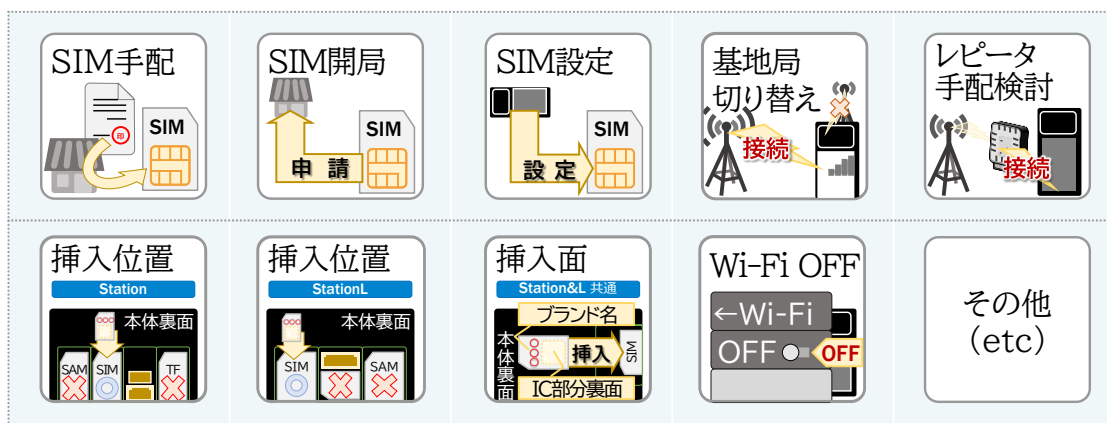 SIM手配
印
SIM
SIM開局
SIM
申 請
SIM設定
SIM
設 定
基地局
切り替え
接続
レピータ
手配検討
接続
挿入位置
Station
本体裏面
SAM
SIM
TF
挿入位置
StationL
本体裏面
SIM
SAM
挿入面
Station&L 共通
ブランド名
本体裏面
挿入
SIM
IC部分裏面
Wi-Fi OFF
←Wi-Fi
OFF
OFF
その他
(etc)